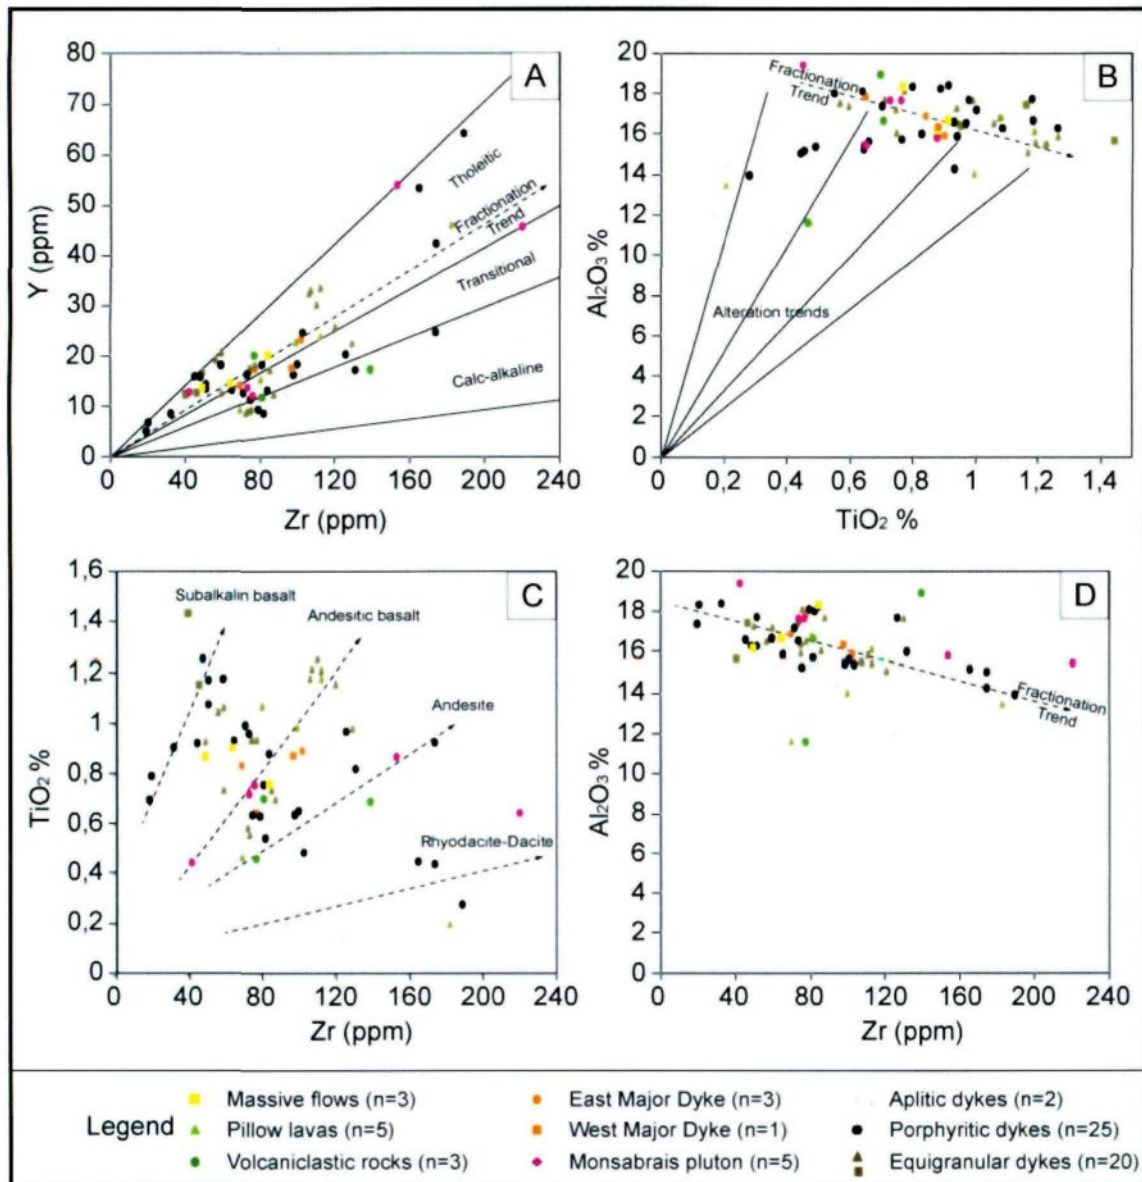 A
80
70
60
50
40
30
20
10
0
Y (ppm)
Tholeitic
Fractionation
Trend
Transitional
Calc-alkaline
40
80
120
160
200
240
Zr (ppm)
B
20
18
16
14
12
10
8
6
4
2
0
Al₂O₃ %
Fractionation
Trend
Alteration trends
0
0,2
0,4
0,6
0,8
1
1,2
1,4
TiO₂ %
C
1,6
1,4
1,2
1
0,8
0,6
0,4
0,2
0
TiO₂ %
Subalkalin basalt
Andesitic basalt
Andesite
Rhyodacite-Dacite
0
40
80
120
160
200
240
Zr (ppm)
D
20
18
16
14
12
10
8
6
4
2
0
Al₂O₃ %
Fractionation
Trend
0
40
80
120
160
200
240
Zr (ppm)
Legend
Massive flows (n=3)
Pillow lavas (n=5)
Volcaniclastic rocks (n=3)
East Major Dyke (n=3)
West Major Dyke (n=1)
Monsabrais pluton (n=5)
Aplitic dykes (n=2)
Porphyritic dykes (n=25)
Equigranular dykes (n=20)